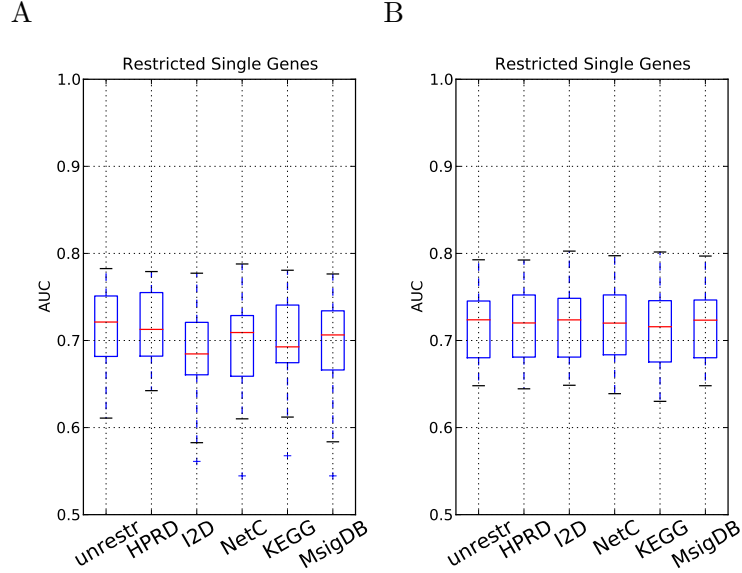 A
B
Restricted Single Genes
Restricted Single Genes
1.0
0.9
0.8
0.7
0.6
0.5
AUC
unrestr
HPRD
I2D
NetC
KEGG
MsigDB
1.0
0.9
0.8
0.7
0.6
0.5
AUC
unrestr
HPRD
I2D
NetC
KEGG
MsigDB